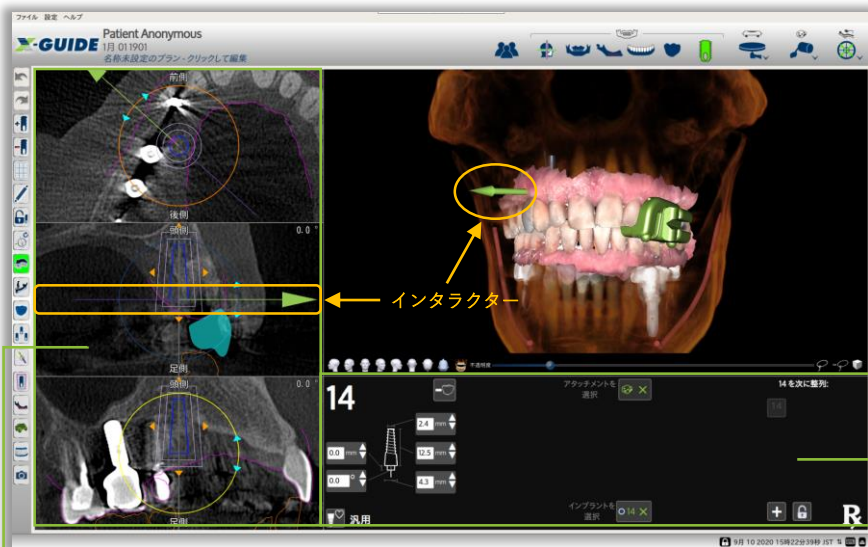 ファイル 設定 ヘルプ
X-GUIDE
Patient Anonymous
1月 011901
名称未設定のプラン - クリックして編集
前側
後側
頭側
0.0 °
足側
頭側
0.0 °
足側
インタラクター
不透明度
14
アタッチメントを
選択
14 を次に整列:
14
2.4 mm
0.0 mm
12.5 mm
0.0 °
4.3 mm
汎用
インプラントを
選択
14
9月 10 2020 15時22分39秒 JST